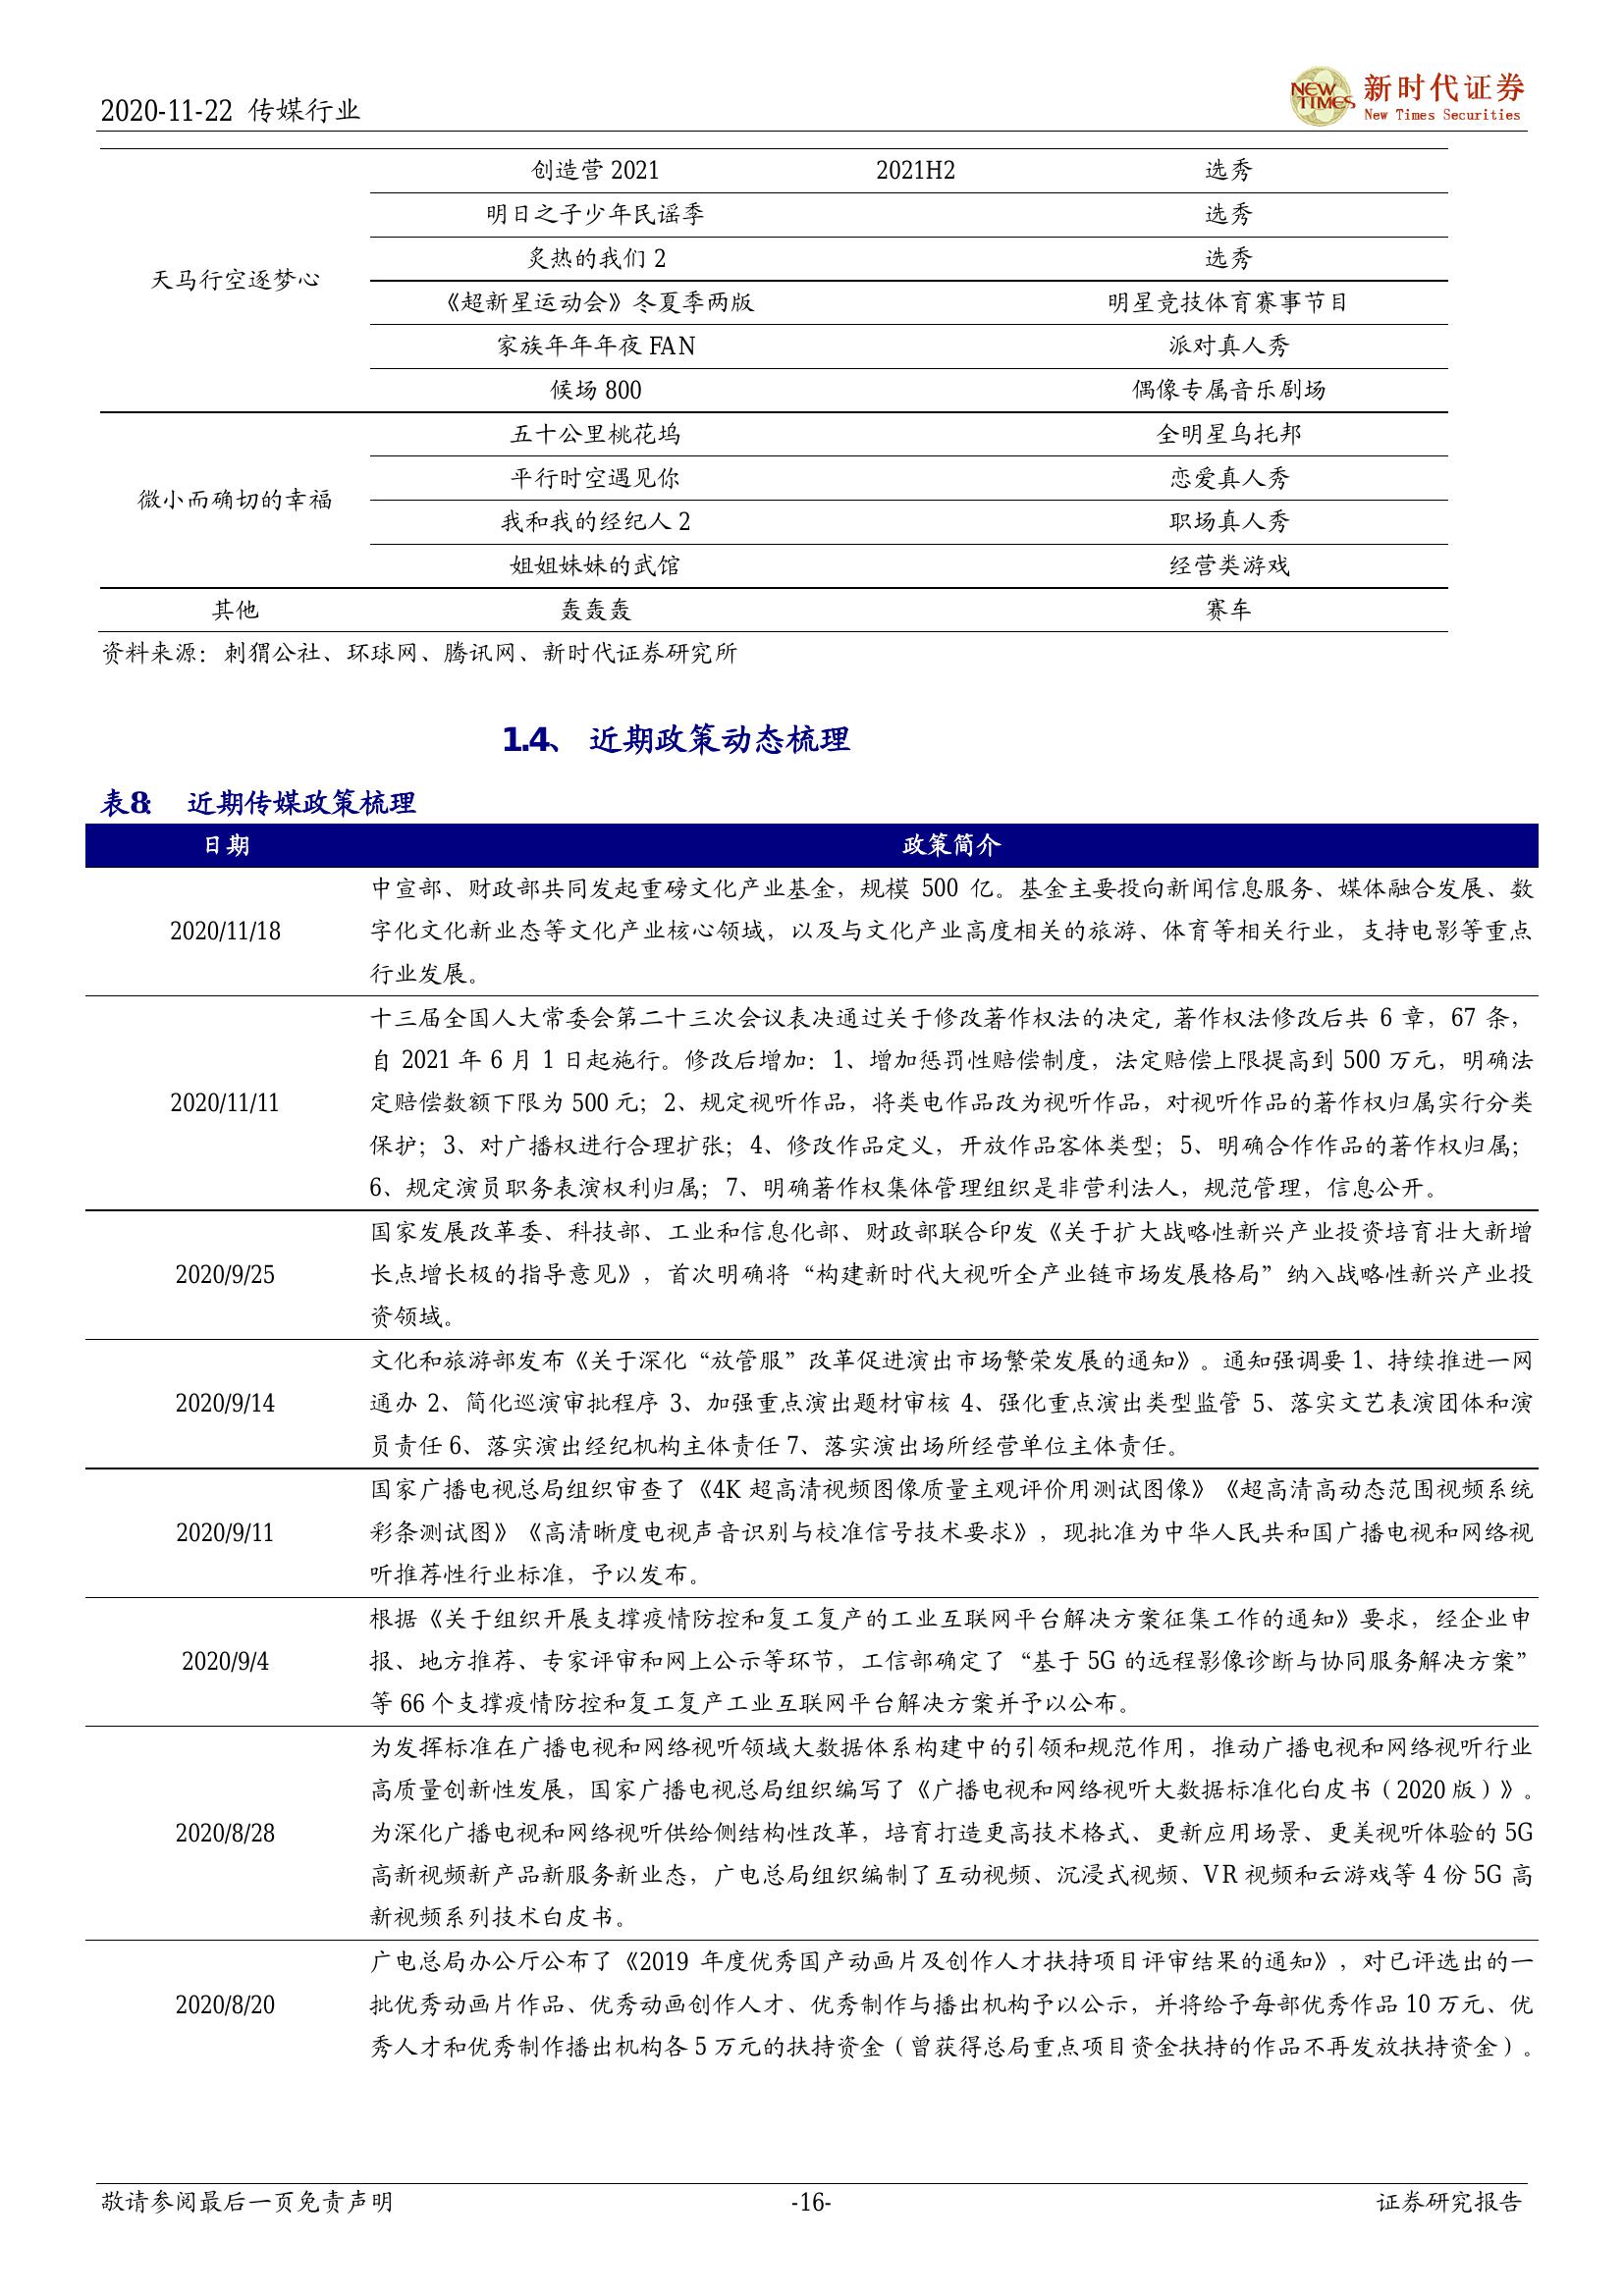 2020-11-22 传媒行业
NEW TIMES 新时代证券
New Times Securities
创造营 2021 2021H2 选秀
明日之子少年民谣季 选秀
炙热的我们 2 选秀
天马行空逐梦心
《超新星运动会》冬夏季两版 明星竞技体育赛事节目
家族年年年夜 FAN 派对真人秀
候场 800 偶像专属音乐剧场
五十公里桃花坞 全明星乌托邦
平行时空遇见你 恋爱真人秀
微小而确切的幸福
我和我的经纪人 2 职场真人秀
姐姐妹妹的武馆 经营类游戏
其他 轰轰轰 赛车
资料来源：刺猬公社、环球网、腾讯网、新时代证券研究所
1.4、 近期政策动态梳理
表8： 近期传媒政策梳理
日期 政策简介
中宣部、财政部共同发起重磅文化产业基金，规模 500 亿。基金主要投向新闻信息服务、媒体融合发展、数
2020/11/18 字化文化新业态等文化产业核心领域，以及与文化产业高度相关的旅游、体育等相关行业，支持电影等重点
行业发展。
十三届全国人大常委会第二十三次会议表决通过关于修改著作权法的决定，著作权法修改后共 6 章，67 条，
自 2021 年 6 月 1 日起施行。修改后增加：1、增加惩罚性赔偿制度，法定赔偿上限提高到 500 万元，明确法
2020/11/11 定赔偿数额下限为 500 元；2、规定视听作品，将类电作品改为视听作品，对视听作品的著作权归属实行分类
保护；3、对广播权进行合理扩张；4、修改作品定义，开放作品客体类型；5、明确合作作品的著作权归属；
6、规定演员职务表演权利归属；7、明确著作权集体管理组织是非营利法人，规范管理，信息公开。
国家发展改革委、科技部、工业和信息化部、财政部联合印发《关于扩大战略性新兴产业投资培育壮大新增
2020/9/25 长点增长极的指导意见》，首次明确将“构建新时代大视听全产业链市场发展格局”纳入战略性新兴产业投
资领域。
文化和旅游部发布《关于深化“放管服”改革促进演出市场繁荣发展的通知》。通知强调要 1、持续推进一网
2020/9/14 通办 2、简化巡演审批程序 3、加强重点演出题材审核 4、强化重点演出类型监管 5、落实文艺表演团体和演
员责任 6、落实演出经纪机构主体责任 7、落实演出场所经营单位主体责任。
国家广播电视总局组织审查了《4K 超高清视频图像质量主观评价用测试图像》《超高清高动态范围视频系统
2020/9/11 彩条测试图》《高清晰度电视声音识别与校准信号技术要求》，现批准为中华人民共和国广播电视和网络视
听推荐性行业标准，予以发布。
根据《关于组织开展支撑疫情防控和复工复产的工业互联网平台解决方案征集工作的通知》要求，经企业申
2020/9/4 报、地方推荐、专家评审和网上公示等环节，工信部确定了“基于 5G 的远程影像诊断与协同服务解决方案”
等 66 个支撑疫情防控和复工复产工业互联网平台解决方案并予以公布。
为发挥标准在广播电视和网络视听领域大数据体系构建中的引领和规范作用，推动广播电视和网络视听行业
高质量创新性发展，国家广播电视总局组织编写了《广播电视和网络视听大数据标准化白皮书（2020 版）》。
2020/8/28 为深化广播电视和网络视听供给侧结构性改革，培育打造更高技术格式、更新应用场景、更美视听体验的 5G
高新视频新产品新服务新业态，广电总局组织编制了互动视频、沉浸式视频、VR 视频和云游戏等 4 份 5G 高
新视频系列技术白皮书。
广电总局办公厅公布了《2019 年度优秀国产动画片及创作人才扶持项目评审结果的通知》，对已评选出的一
2020/8/20 批优秀动画片作品、优秀动画创作人才、优秀制作与播出机构予以公示，并将给予每部优秀作品 10 万元、优
秀人才和优秀制作播出机构各 5 万元的扶持资金（曾获得总局重点项目资金扶持的作品不再发放扶持资金）。
敬请参阅最后一页免责声明 -16- 证券研究报告